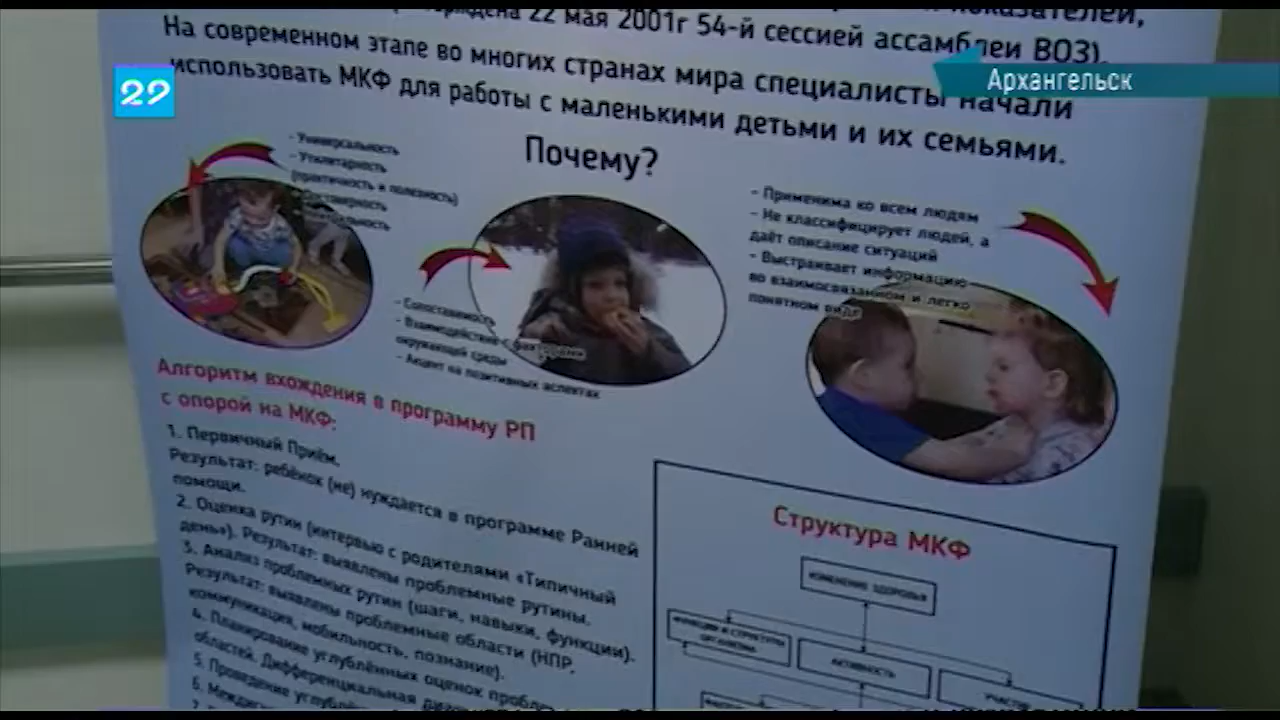 22 мая 2001г 54-й сессией ассамблеи ВОЗ).
На современном этапе во многих странах мира специалисты начали
использовать МКФ для работы с маленькими детьми и их семьями.
29
Архангельск
Почему?
- Универсальность
- Утилитарность
(практичность и полезность)
- Применима ко всем людям
- Не классифицирует людей, а
даёт описание ситуаций
- Выстраивает информацию
во взаимосвязанном и легко
понятном виде
- Сопоставимость
- Взаимодействие с факторами
окружающей среды
- Акцент на позитивных аспектах
Алгоритм вхождения в программу РП
с опорой на МКФ:
1. Первичный Приём.
Результат: ребёнок (не) нуждается в программе Ранней
помощи.
2. Оценка рутин (интервью с родителями «Типичный
день»). Результат: выявлены проблемные рутины.
3. Анализ проблемных рутин (шаги, навыки, функции).
Результат: выявлены проблемные области (НПР,
коммуникация, мобильность, познание).
4. Планирование углублённых оценок
областей. Дифференциальная
5. Проведение
6.
Структура МКФ
ИЗМЕНЕНИЕ ЗДОРОВЬЯ
ФУНКЦИИ И СТРУКТУРЫ
ОРГАНИЗМА
АКТИВНОСТЬ